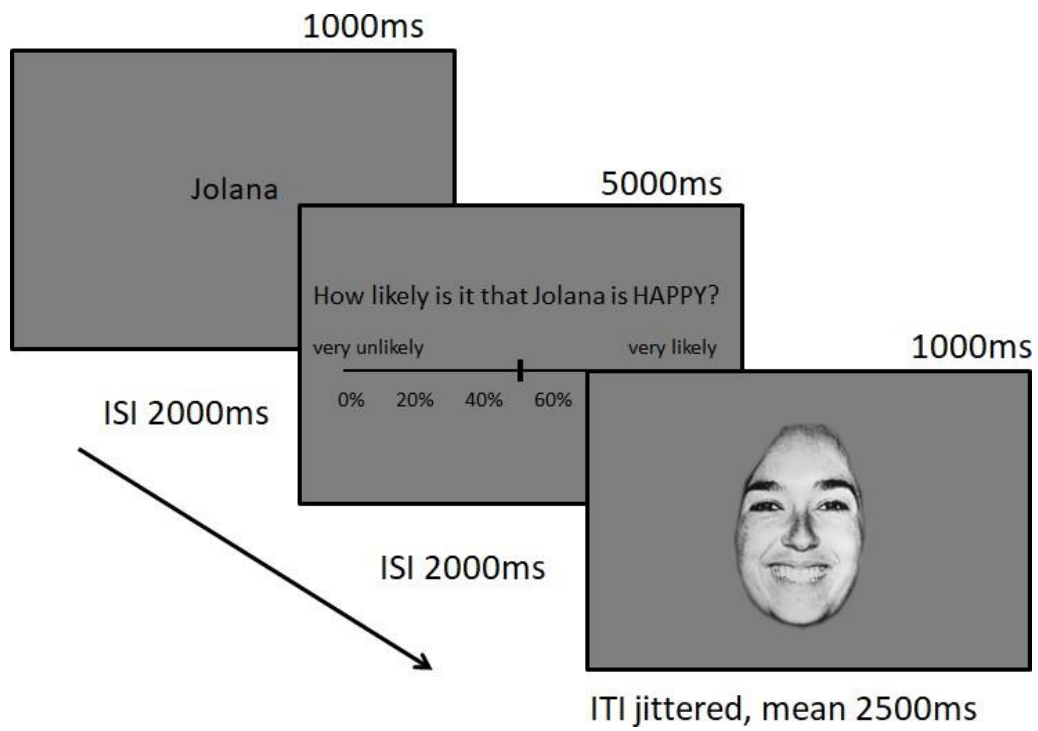 1000ms
Jolana
5000ms
How likely is it that Jolana is HAPPY?
very unlikely very likely
0% 20% 40% 60%
1000ms
ISI 2000ms
ISI 2000ms
ITI jittered, mean 2500ms